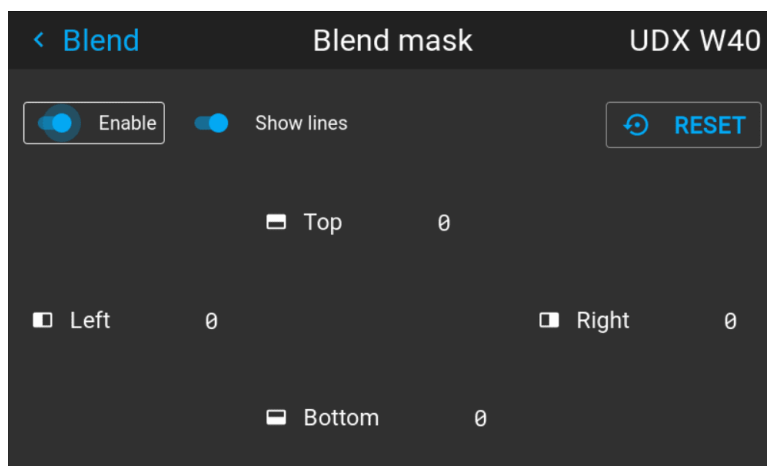 Blend Blend mask UDX W40
Enable Show lines RESET
Top 0
Left 0 Right 0
Bottom 0